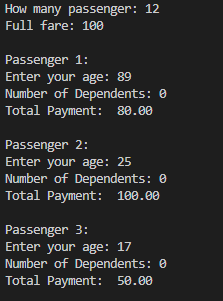 How many passenger: 12
Full fare: 100
Passenger 1:
Enter your age: 89
Number of Dependents: 0
Total Payment:  80.00
Passenger 2:
Enter your age: 25
Number of Dependents: 0
Total Payment:  100.00
Passenger 3:
Enter your age: 17
Number of Dependents: 0
Total Payment:  50.00